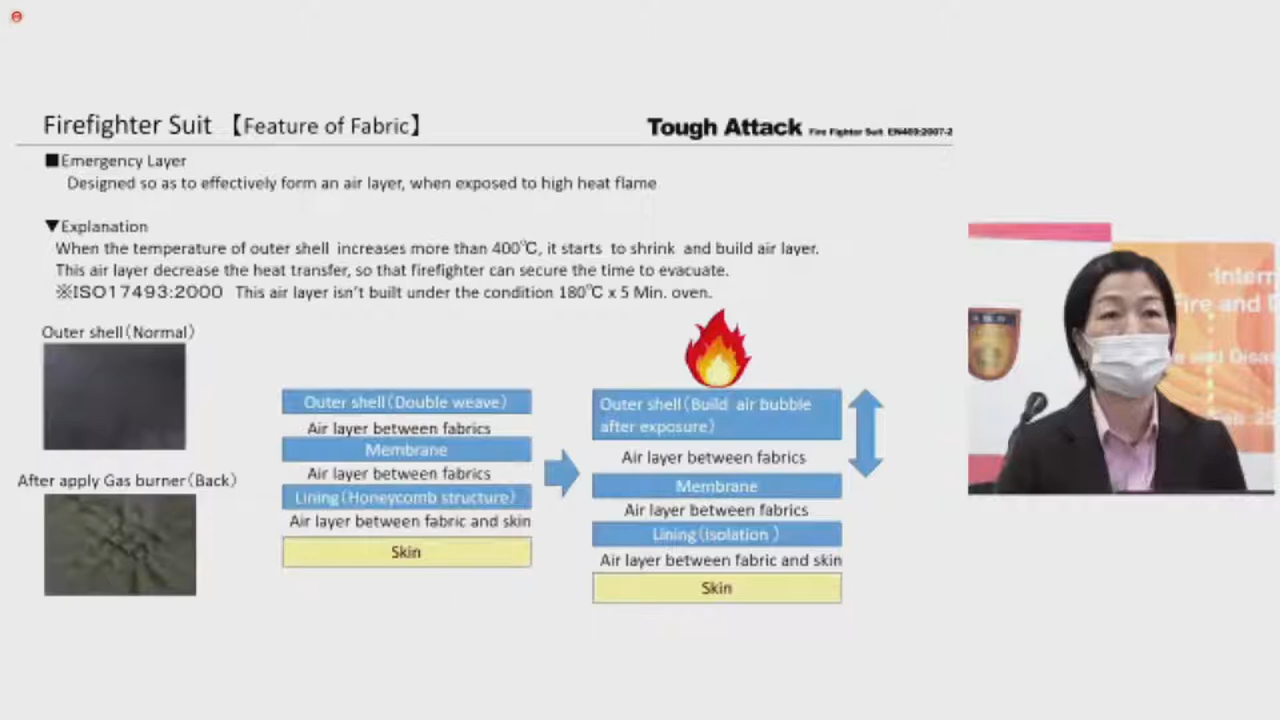 Firefighter Suit 【Feature of Fabric】
Tough Attack Fire Fighter Suit EN469:2007-2
■Emergency Layer
Designed so as to effectively form an air layer, when exposed to high heat flame
▼Explanation
When the temperature of outer shell increases more than 400℃, it starts to shrink and build air layer.
This air layer decrease the heat transfer, so that firefighter can secure the time to evacuate.
※ISO17493:2000 This air layer isn't built under the condition 180℃ x 5 Min. oven.
Outer shell（Normal）
After apply Gas burner（Back）
Outer shell（Double weave）
Air layer between fabrics
Membrane
Air layer between fabrics
Lining（Honeycomb structure）
Air layer between fabric and skin
Skin
Outer shell（Build air bubble
after exposure）
Air layer between fabrics
Membrane
Air layer between fabrics
Lining（Isolation ）
Air layer between fabric and skin
Skin
Intern
Fire and D
and Disas